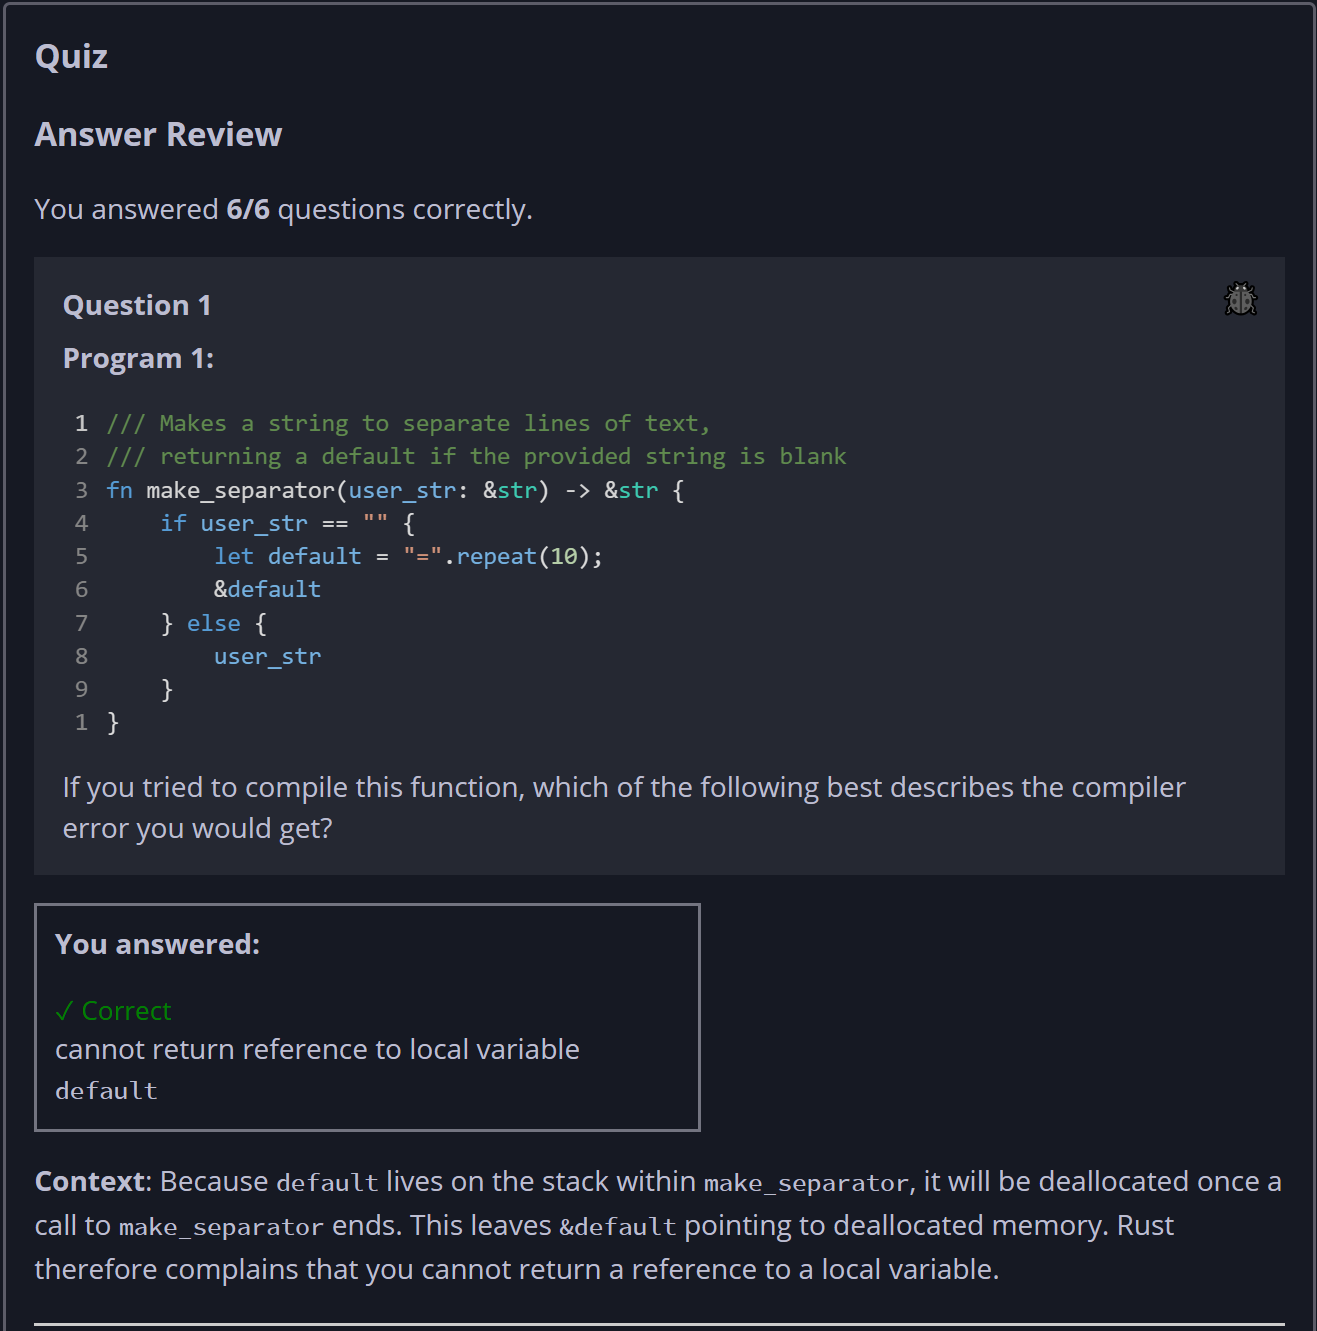 Quiz
Answer Review
You answered 6/6 questions correctly.
Question 1
Program 1:
1 /// Makes a string to separate lines of text,
2 /// returning a default if the provided string is blank
3 fn make_separator(user_str: &str) -> &str {
4     if user_str == "" {
5         let default = "=".repeat(10);
6         &default
7     } else {
8         user_str
9     }
1 }
If you tried to compile this function, which of the following best describes the compiler
error you would get?
You answered:
✓ Correct
cannot return reference to local variable
default
Context: Because default lives on the stack within make_separator, it will be deallocated once a
call to make_separator ends. This leaves &default pointing to deallocated memory. Rust
therefore complains that you cannot return a reference to a local variable.